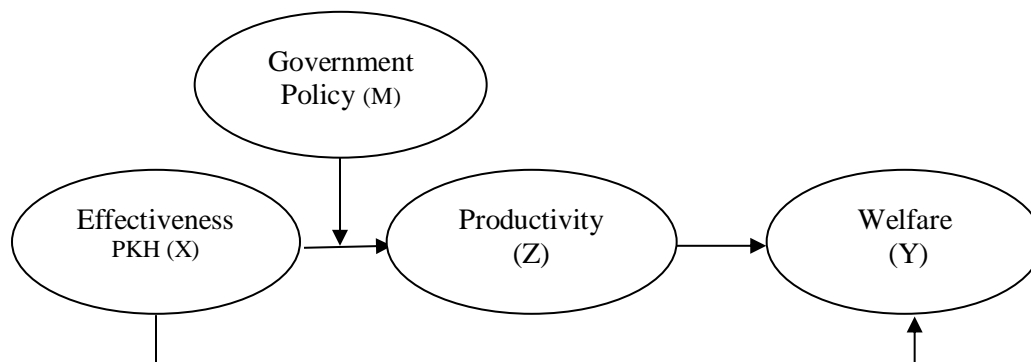 Government
Policy (M)
Effectiveness
PKH (X)
Productivity
(Z)
Welfare
(Y)